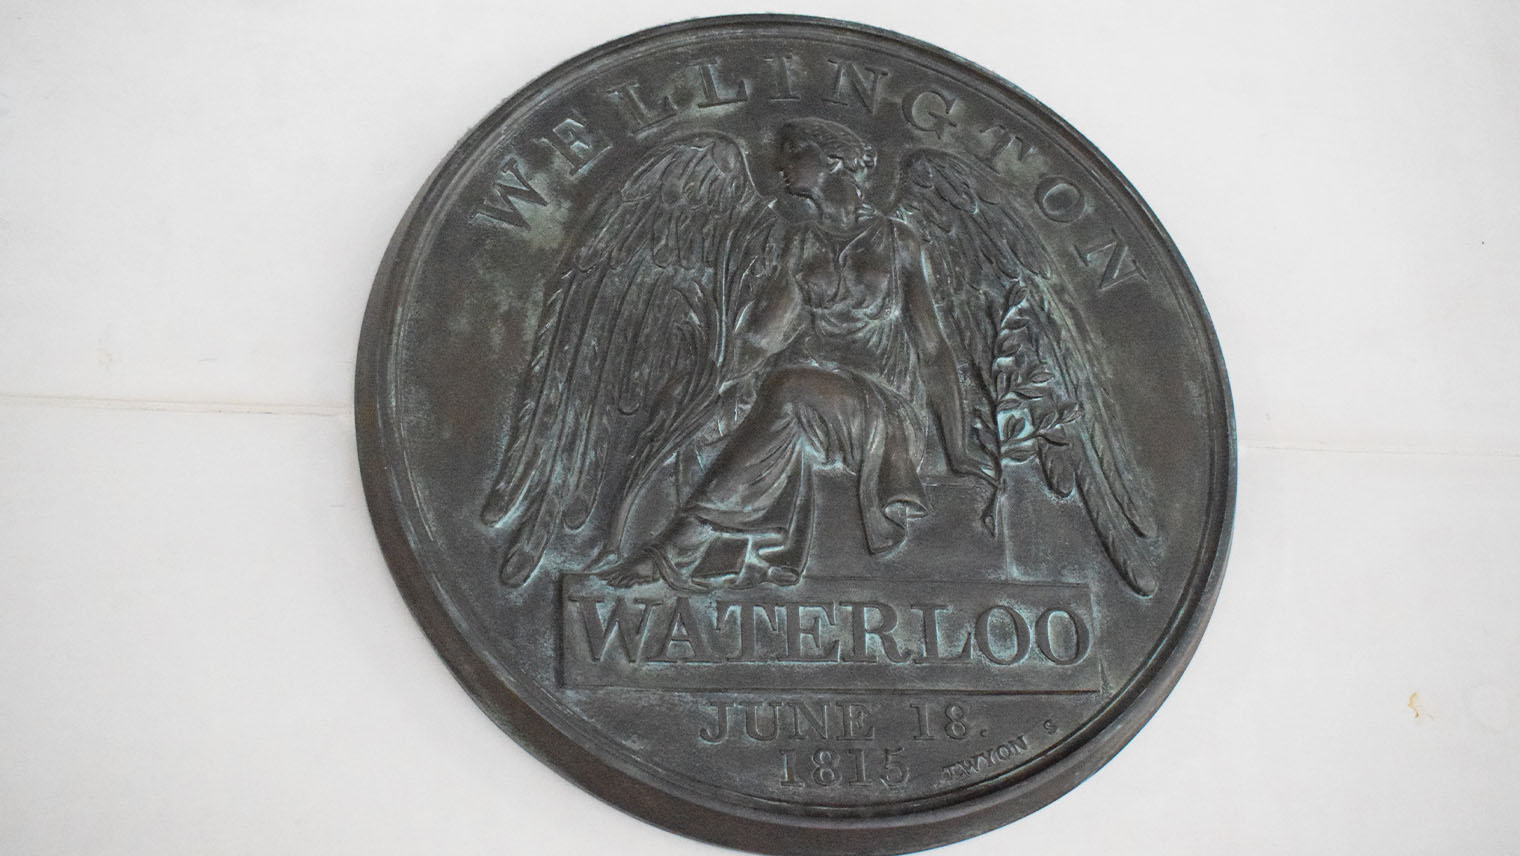 WELLINGTON
WATERLOO
JUNE 18.
1815
T.WYON S